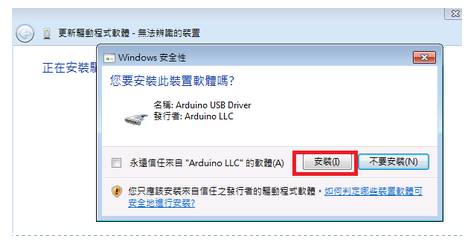 更新驅動程式軟體 - 無法辨識的裝置
正在安裝
Windows 安全性
您要安裝此裝置軟體嗎?
名稱: Arduino USB Driver
發行者: Arduino LLC
永遠信任來自 "Arduino LLC" 的軟體(A)
安裝(I)
不要安裝(N)
您只應該安裝來自信任之發行者的驅動程式軟體。如何判定哪些裝置軟體可
安全地進行安裝?